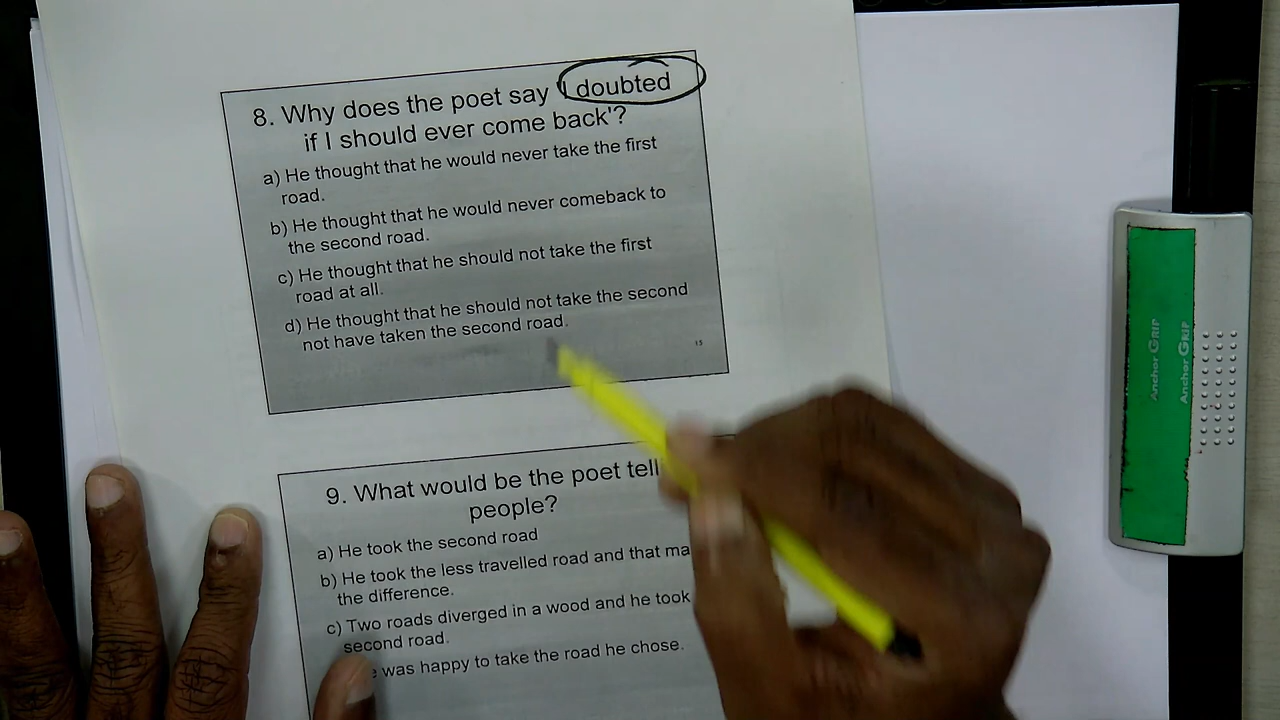 8. Why does the poet say 'I doubted
if I should ever come back'?
a) He thought that he would never take the first
road.
b) He thought that he would never comeback to
the second road.
c) He thought that he should not take the first
road at all.
d) He thought that he should not take the second
not have taken the second road.
15
9. What would be the poet tell
people?
a) He took the second road
b) He took the less travelled road and that ma
the difference.
c) Two roads diverged in a wood and he took
second road.
was happy to take the road he chose.
Anchor GRIP
Anchor GRIP